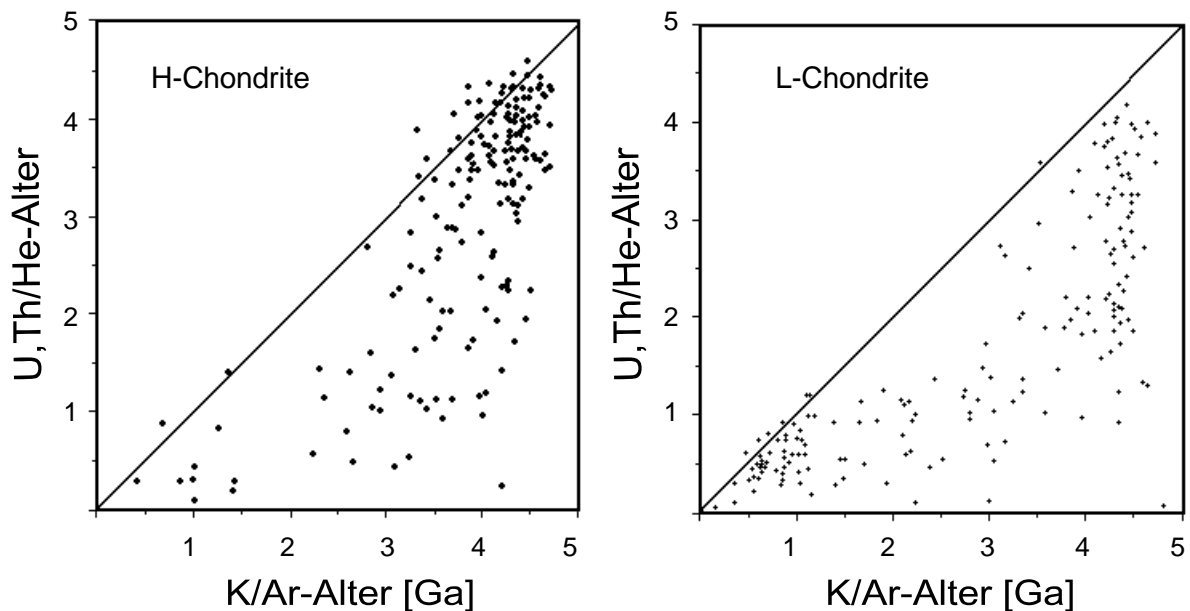 H-Chondrite
U,Th/He-Alter
5
4
3
2
1
1 2 3 4 5
K/Ar-Alter [Ga]
L-Chondrite
U,Th/He-Alter
5
4
3
2
1
1 2 3 4 5
K/Ar-Alter [Ga]